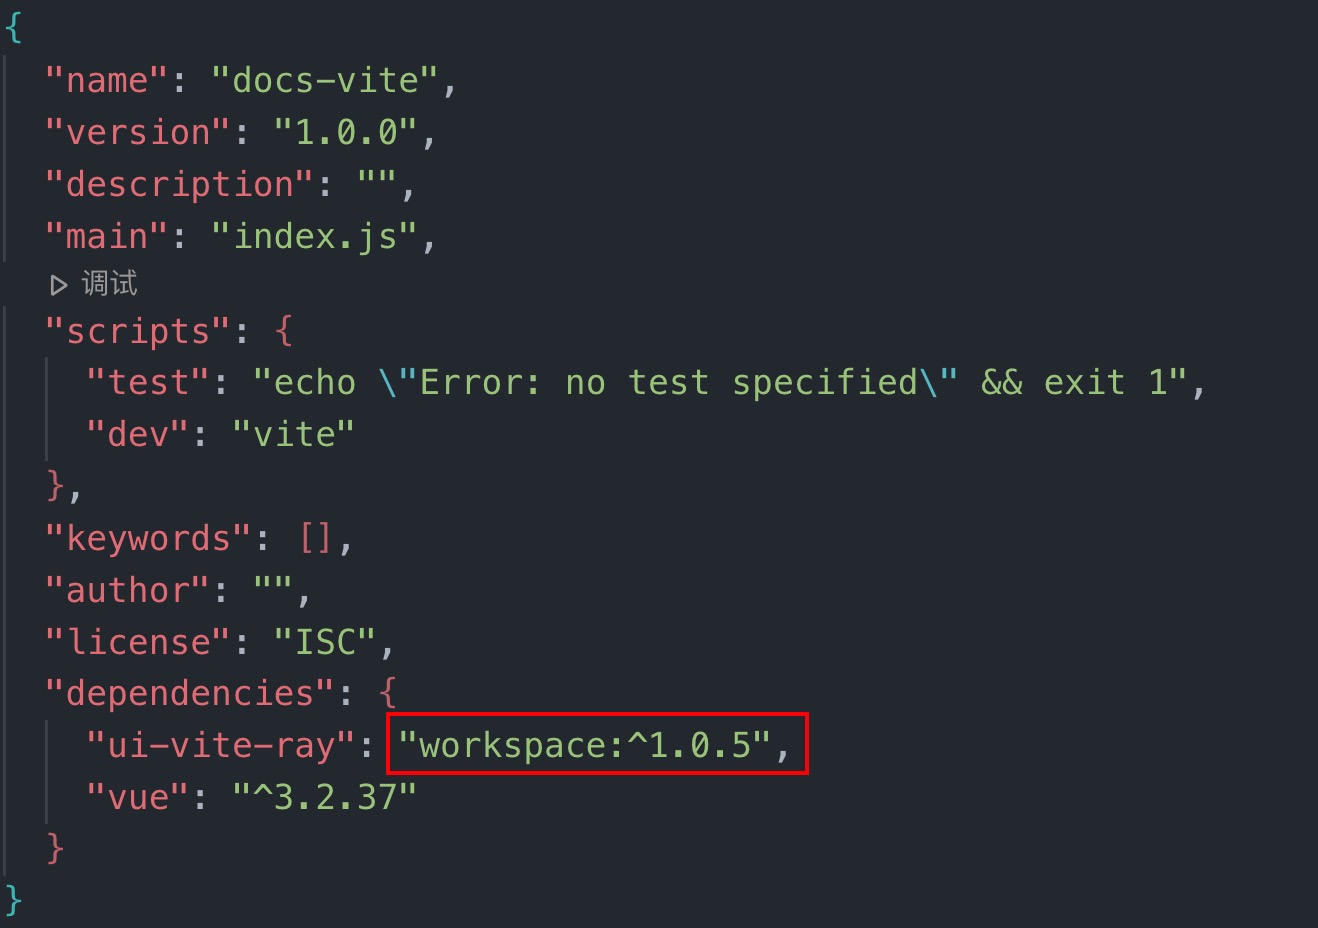 {
"name": "docs-vite",
"version": "1.0.0",
"description": "",
"main": "index.js",
调试
"scripts": {
"test": "echo \"Error: no test specified\" && exit 1",
"dev": "vite"
},
"keywords": [],
"author": "",
"license": "ISC",
"dependencies": {
"ui-vite-ray": "workspace:^1.0.5",
"vue": "^3.2.37"
}
}